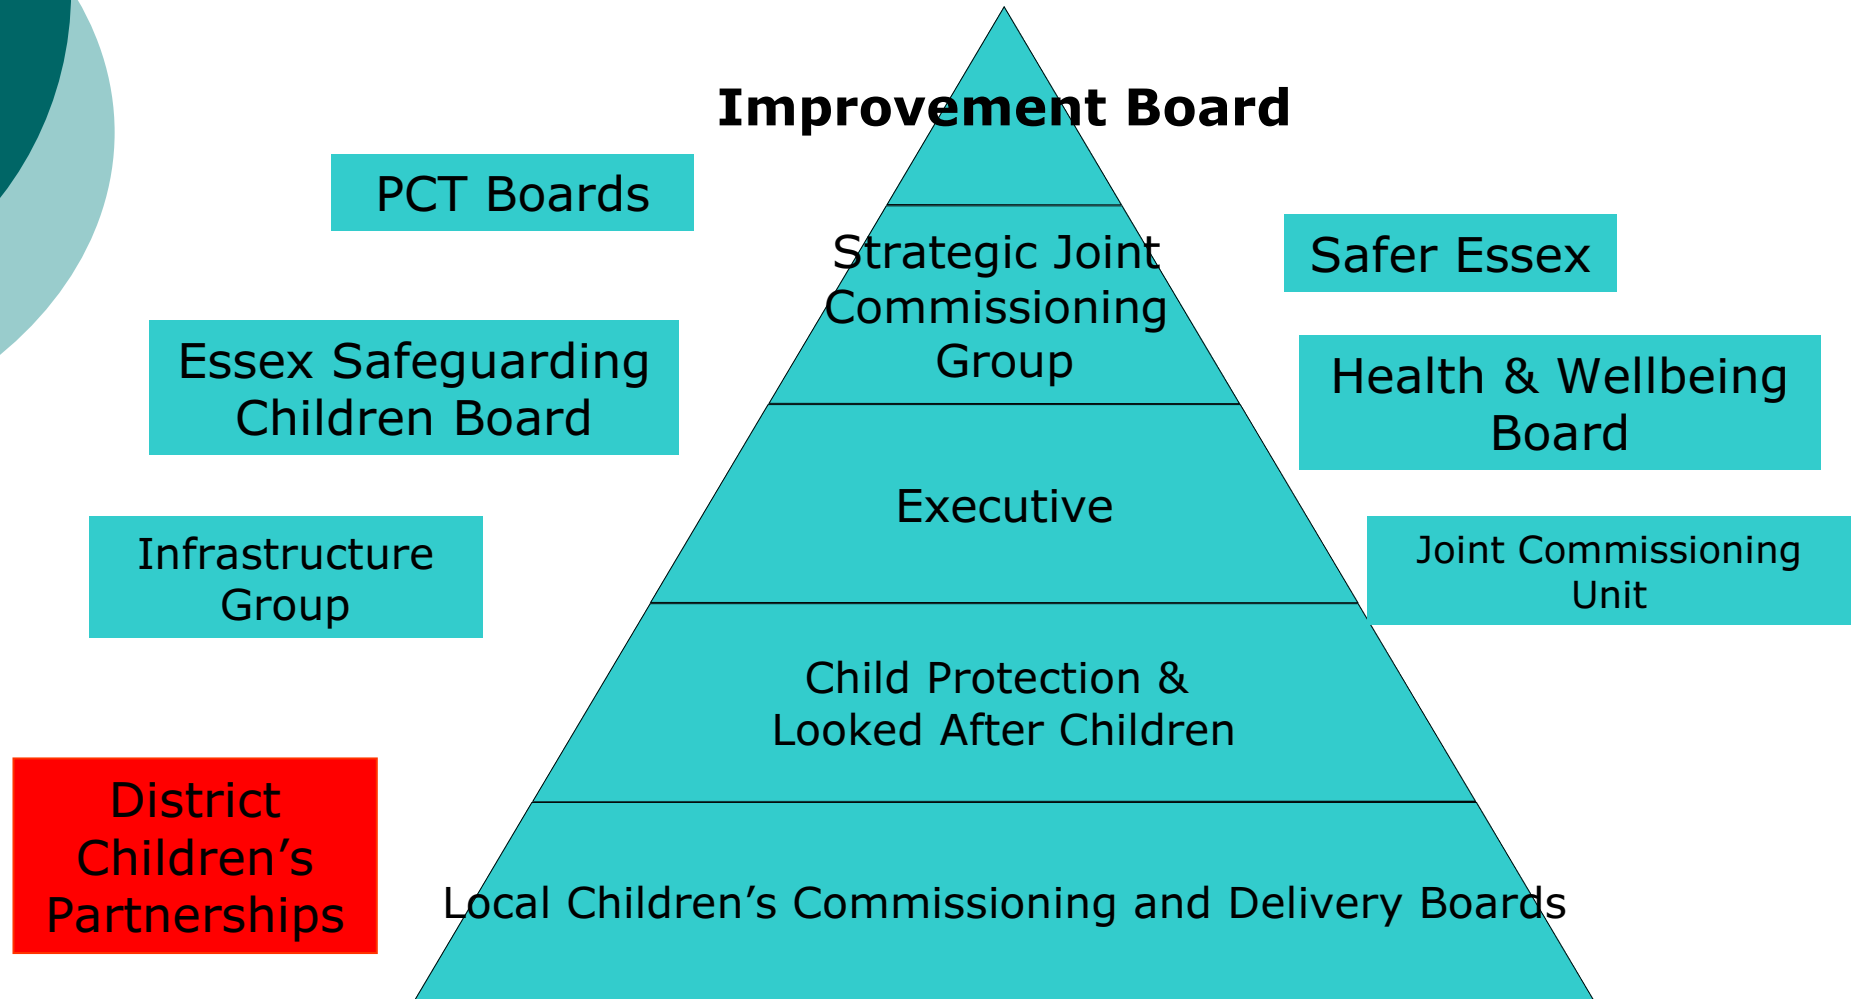 Improvement Board
PCT Boards
Strategic Joint
Commissioning
Group
Safer Essex
Essex Safeguarding
Children Board
Health & Wellbeing
Board
Executive
Infrastructure
Group
Joint Commissioning
Unit
Child Protection &
Looked After Children
District
Children’s
Partnerships
Local Children’s Commissioning and Delivery Boards